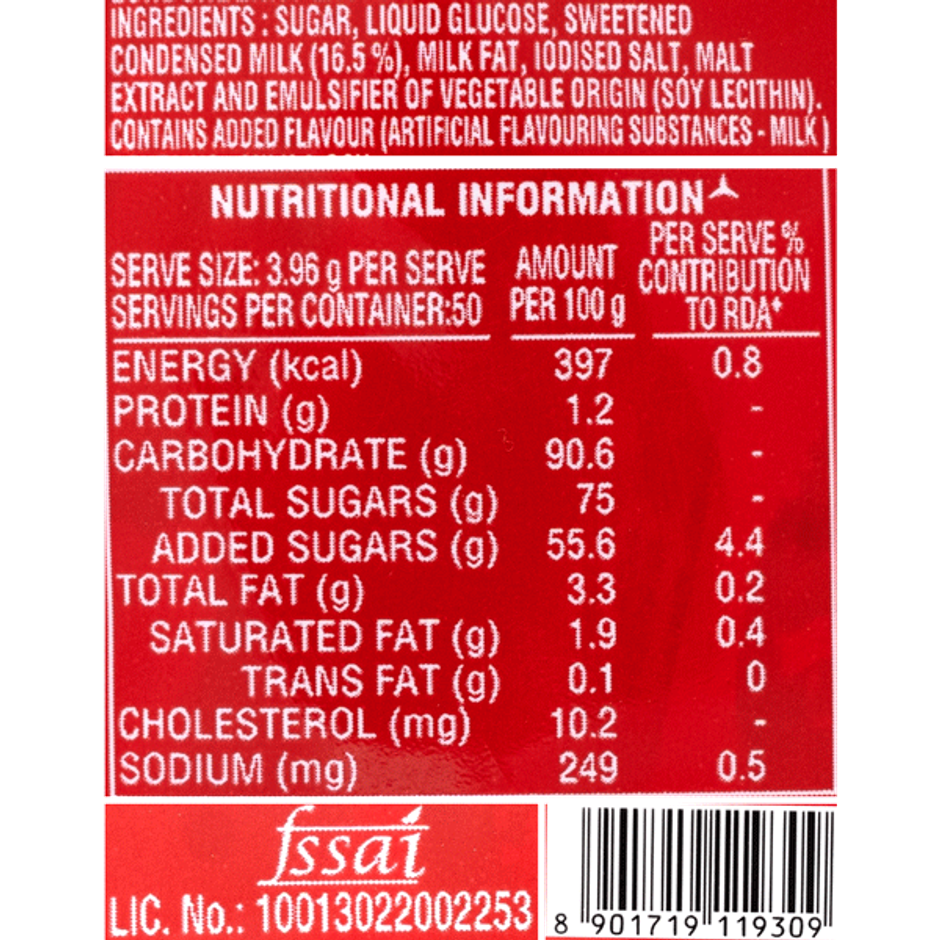 INGREDIENTS : SUGAR, LIQUID GLUCOSE, SWEETENED
CONDENSED MILK (16.5 %), MILK FAT, IODISED SALT, MALT
EXTRACT AND EMULSIFIER OF VEGETABLE ORIGIN (SOY LECITHIN).
CONTAINS ADDED FLAVOUR (ARTIFICIAL FLAVOURING SUBSTANCES - MILK)
NUTRITIONAL INFORMATION
SERVE SIZE: 3.96 g PER SERVE
SERVINGS PER CONTAINER:50
AMOUNT
PER 100 g
PER SERVE %
CONTRIBUTION
TO RDA*
ENERGY (kcal) 397 0.8
PROTEIN (g) 1.2 -
CARBOHYDRATE (g) 90.6 -
TOTAL SUGARS (g) 75 -
ADDED SUGARS (g) 55.6 4.4
TOTAL FAT (g) 3.3 0.2
SATURATED FAT (g) 1.9 0.4
TRANS FAT (g) 0.1 0
CHOLESTEROL (mg) 10.2 -
SODIUM (mg) 249 0.5
fssai
LIC. No.: 10013022002253
8 901719 119309